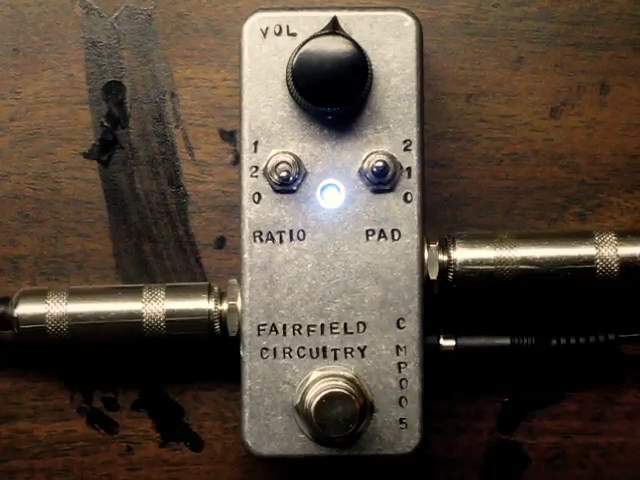 VOL
1
2
0
RATIO
2
1
0
PAD
FAIRFIELD
CIRCUITRY
C MP005